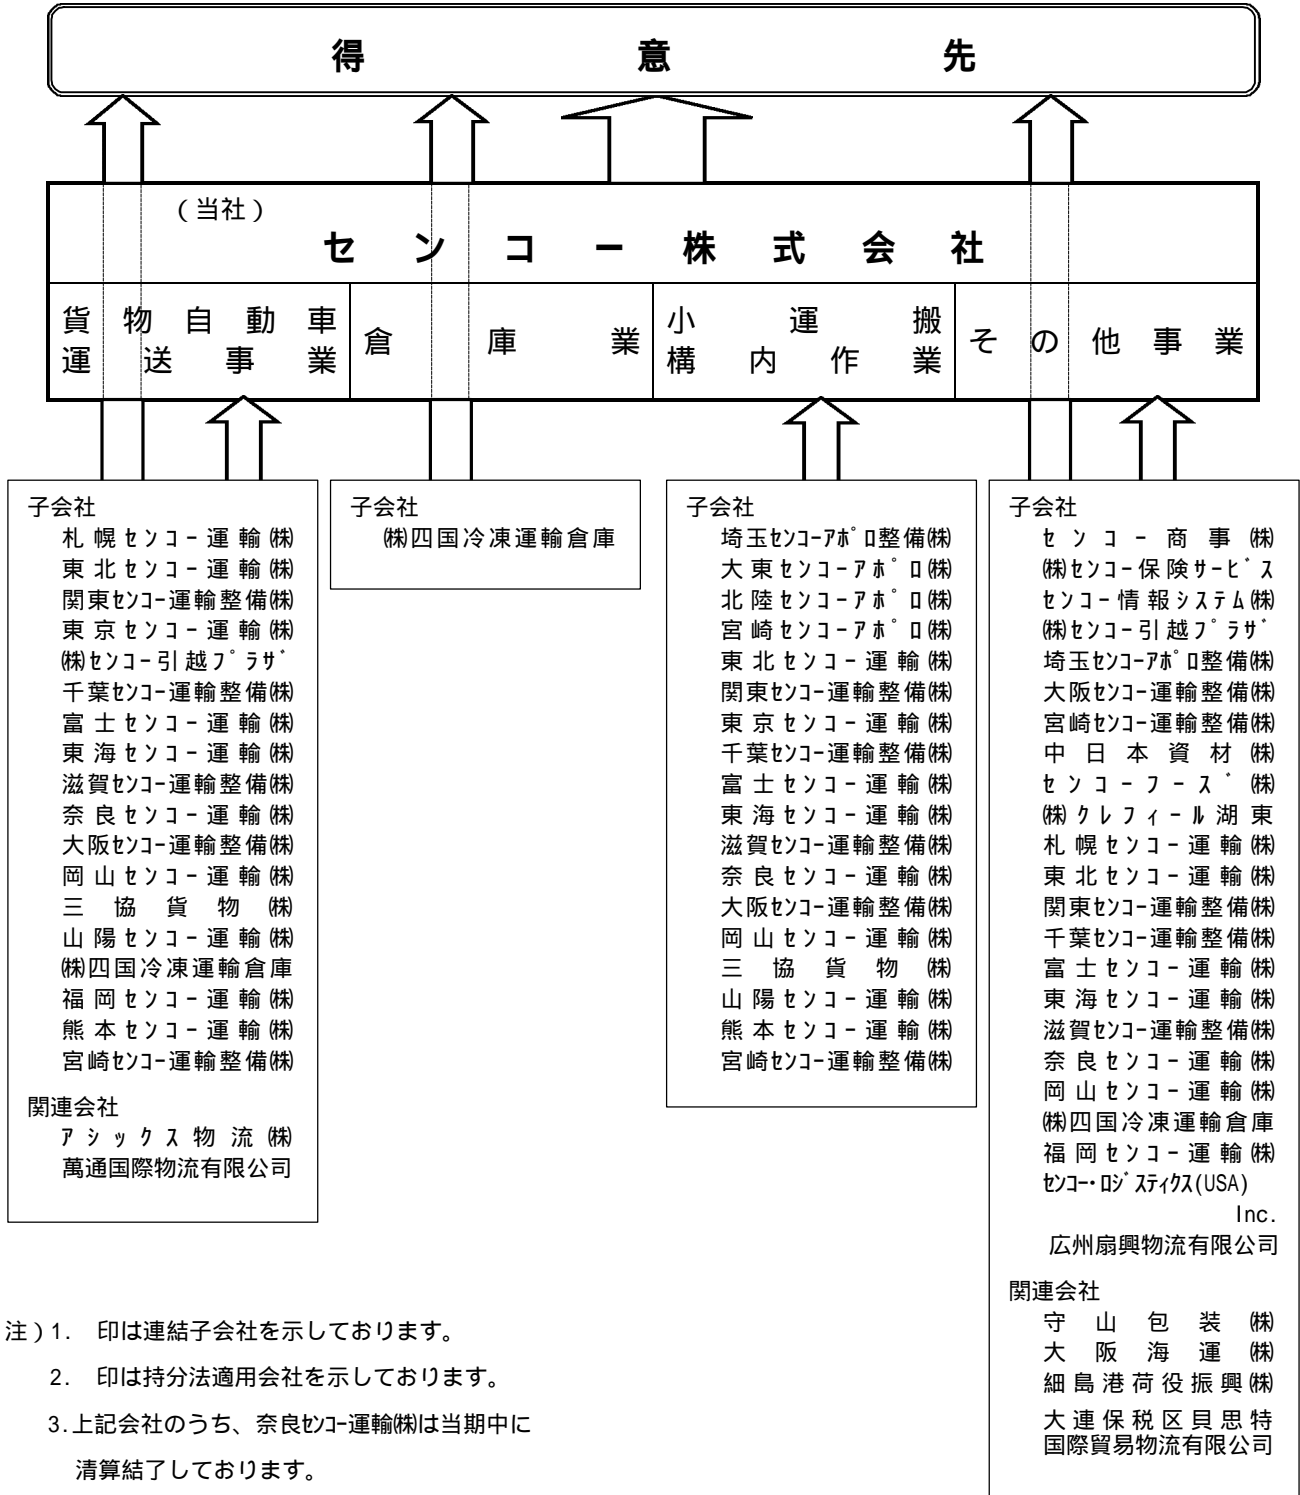 得意先
（当社）
センコー株式会社
貨物自動車
運送事業
倉庫業
小運搬
構内作業
その他事業
子会社
札幌センコー運輸㈱
東北センコー運輸㈱
関東センコー運輸整備㈱
東京センコー運輸㈱
㈱センコー引越プラザ
千葉センコー運輸整備㈱
富士センコー運輸㈱
東海センコー運輸㈱
滋賀センコー運輸整備㈱
奈良センコー運輸㈱
大阪センコー運輸整備㈱
岡山センコー運輸㈱
三協貨物㈱
山陽センコー運輸㈱
㈱四国冷凍運輸倉庫
福岡センコー運輸㈱
熊本センコー運輸㈱
宮崎センコー運輸整備㈱
関連会社
アシックス物流㈱
萬通国際物流有限公司
子会社
㈱四国冷凍運輸倉庫
子会社
埼玉センコーアポロ整備㈱
大東センコーアポロ㈱
北陸センコーアポロ㈱
宮崎センコーアポロ㈱
東北センコー運輸㈱
関東センコー運輸整備㈱
東京センコー運輸㈱
千葉センコー運輸整備㈱
富士センコー運輸㈱
東海センコー運輸㈱
滋賀センコー運輸整備㈱
奈良センコー運輸㈱
大阪センコー運輸整備㈱
岡山センコー運輸㈱
三協貨物㈱
山陽センコー運輸㈱
熊本センコー運輸㈱
宮崎センコー運輸整備㈱
子会社
センコー商事㈱
㈱センコー保険サービス
センコー情報システム㈱
㈱センコー引越プラザ
埼玉センコーアポロ整備㈱
大阪センコー運輸整備㈱
宮崎センコー運輸整備㈱
中日本資材㈱
センコーフーズ㈱
㈱クレフィール湖東
札幌センコー運輸㈱
東北センコー運輸㈱
関東センコー運輸整備㈱
千葉センコー運輸整備㈱
富士センコー運輸㈱
東海センコー運輸㈱
滋賀センコー運輸整備㈱
奈良センコー運輸㈱
岡山センコー運輸㈱
㈱四国冷凍運輸倉庫
福岡センコー運輸㈱
センコー・ロジスティクス(USA)
Inc.
広州扇興物流有限公司
関連会社
守山包装㈱
大阪海運㈱
細島港荷役振興㈱
大連保税区貝思特
国際貿易物流有限公司
注）1. 印は連結子会社を示しております。
2. 印は持分法適用会社を示しております。
3.上記会社のうち、奈良センコー運輸㈱は当期中に
清算結了しております。